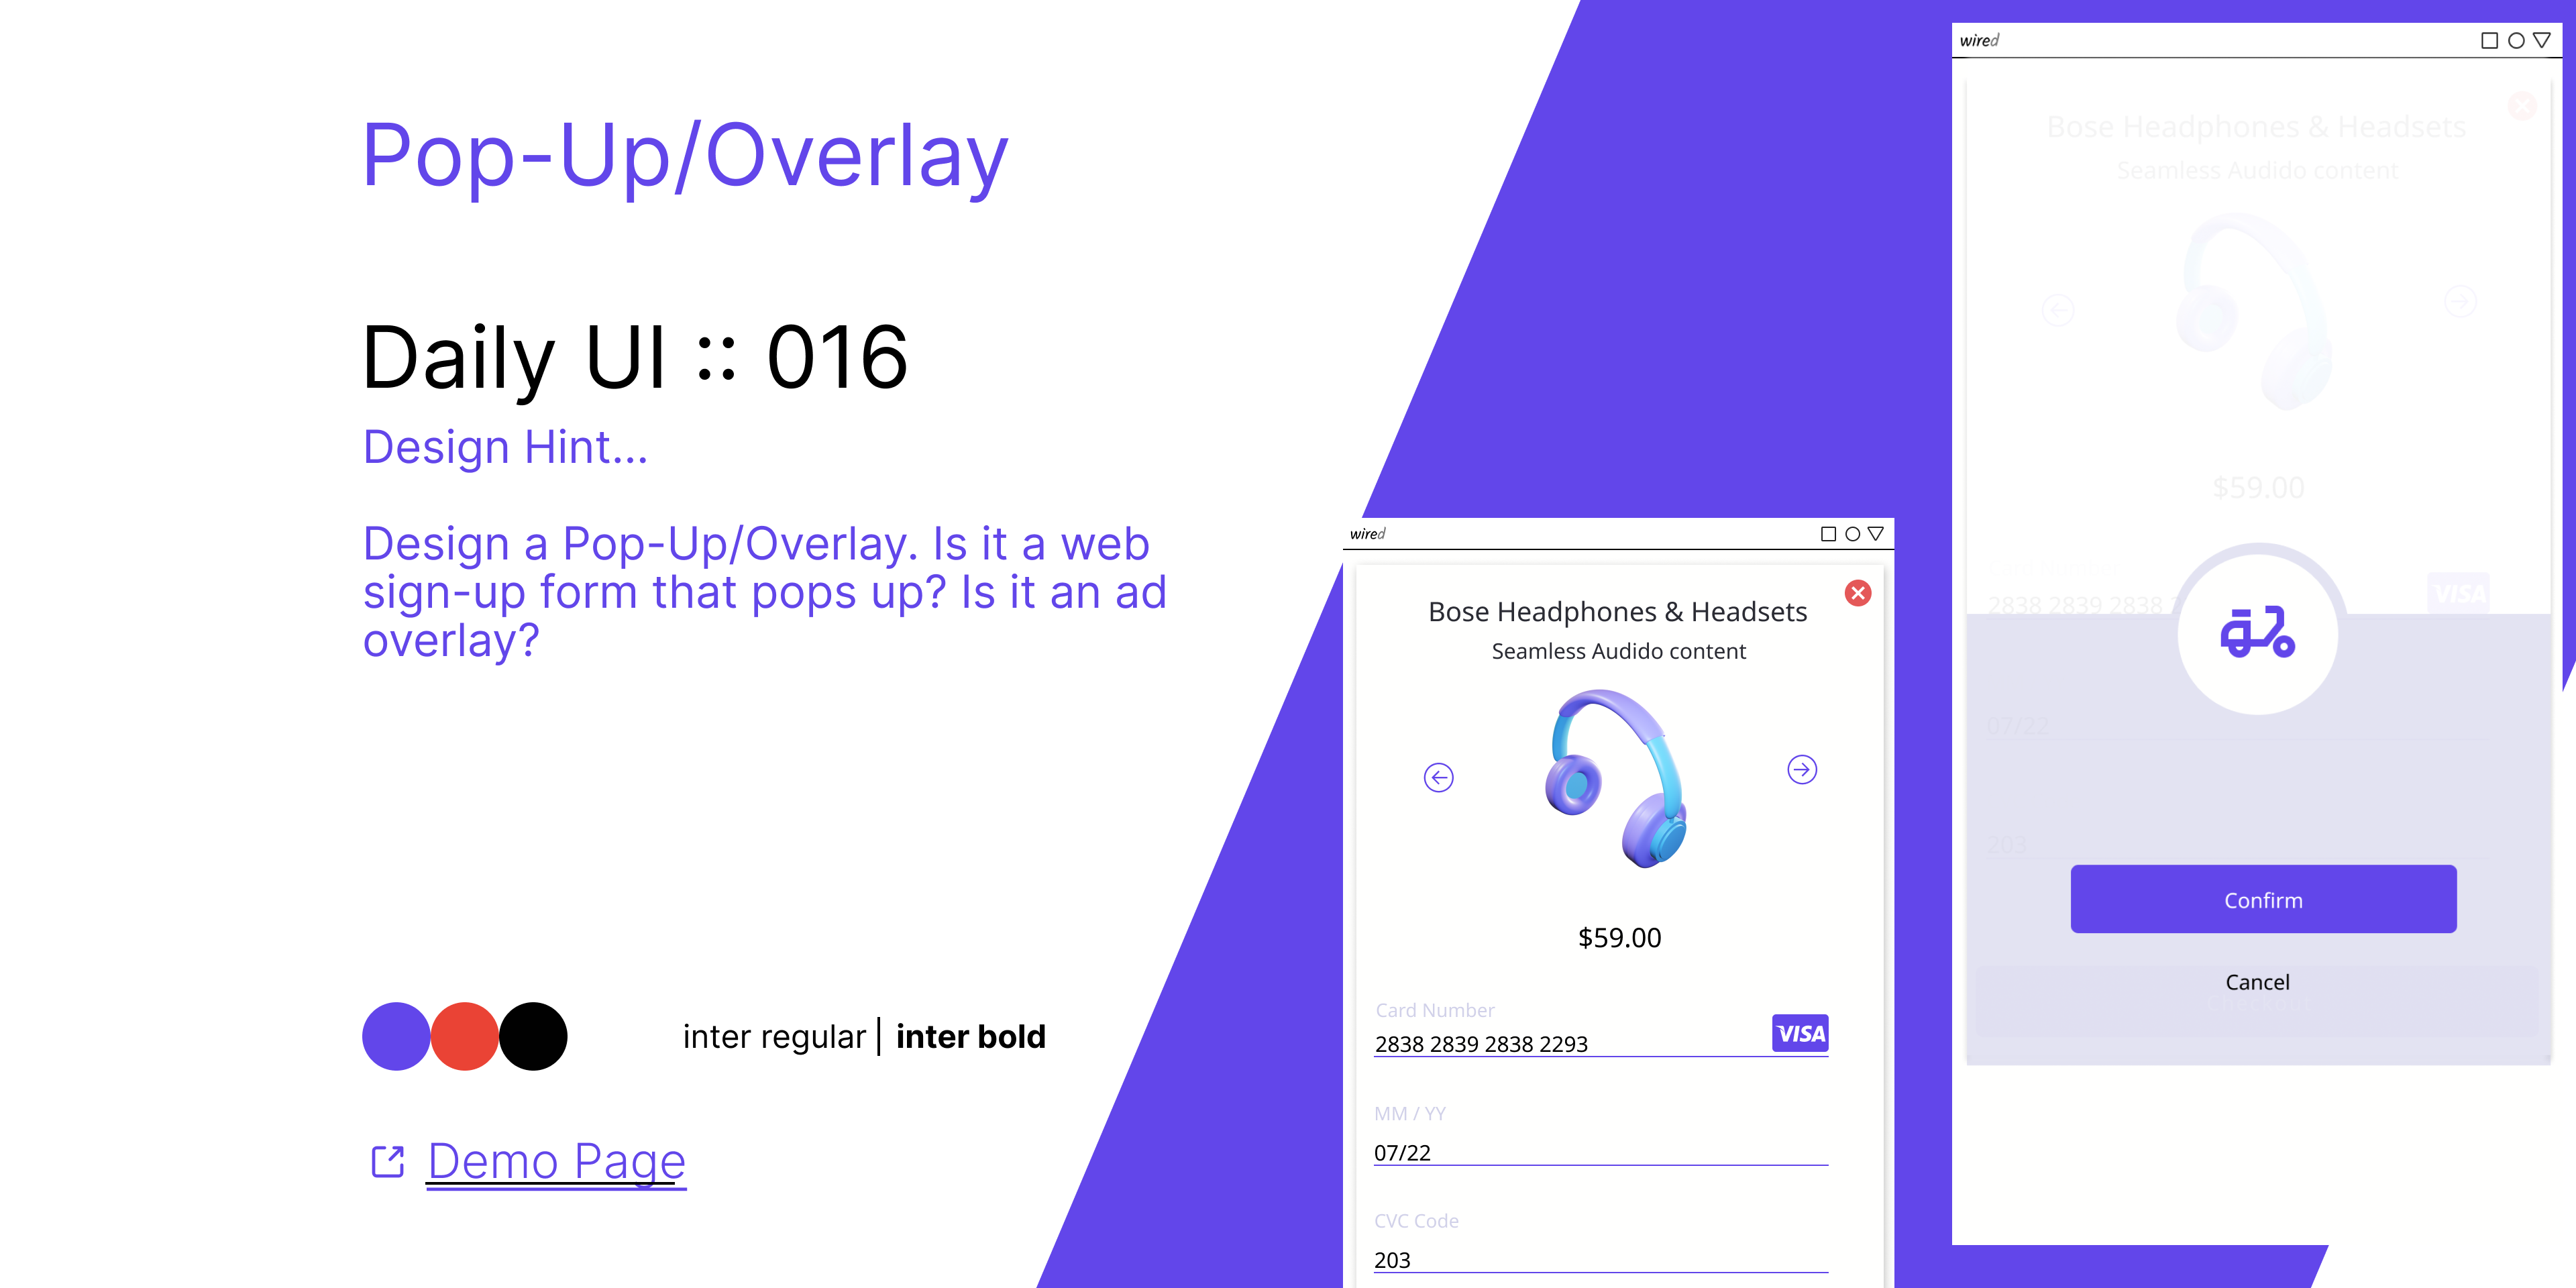 Pop-Up/Overlay
Daily UI :: 016
Design Hint...
Design a Pop-Up/Overlay. Is it a web
sign-up form that pops up? Is it an ad
overlay?
inter regular | inter bold
Demo Page
wired
Bose Headphones & Headsets
Seamless Audido content
$59.00
Card Number
2838 2839 2838 2293
VISA
MM / YY
07/22
CVC Code
203
wired
Bose Headphones & Headsets
Seamless Audido content
$59.00
Card Number
2838 2839 2838
VISA
07/22
203
Confirm
Cancel
Checkout